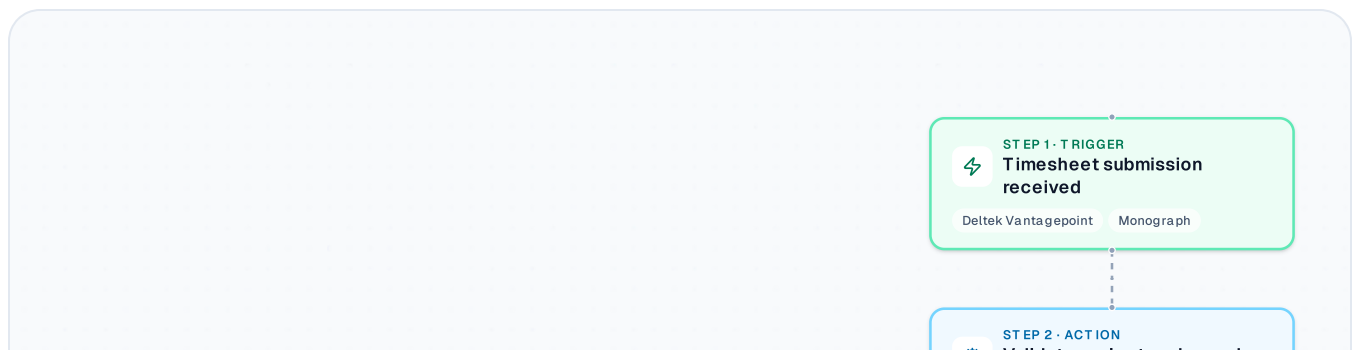 STEP 1 · TRIGGER
Timesheet submission
received
Deltek Vantagepoint
Monograph
STEP 2 · ACTION